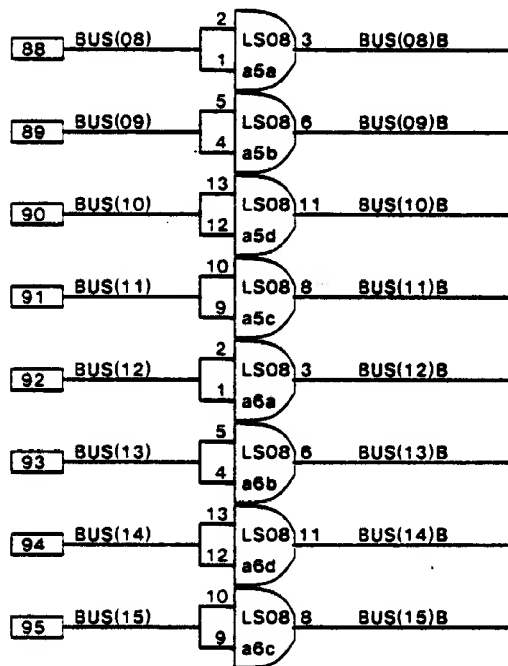 2
88 BUS(08) LS08 3 BUS(08)B
1 a5a
5
89 BUS(09) LS08 6 BUS(09)B
4 a5b
13
90 BUS(10) LS08 11 BUS(10)B
12 a5d
10
91 BUS(11) LS08 8 BUS(11)B
9 a5c
2
92 BUS(12) LS08 3 BUS(12)B
1 a6a
5
93 BUS(13) LS08 6 BUS(13)B
4 a6b
13
94 BUS(14) LS08 11 BUS(14)B
12 a6d
10
95 BUS(15) LS08 8 BUS(15)B
9 a6c